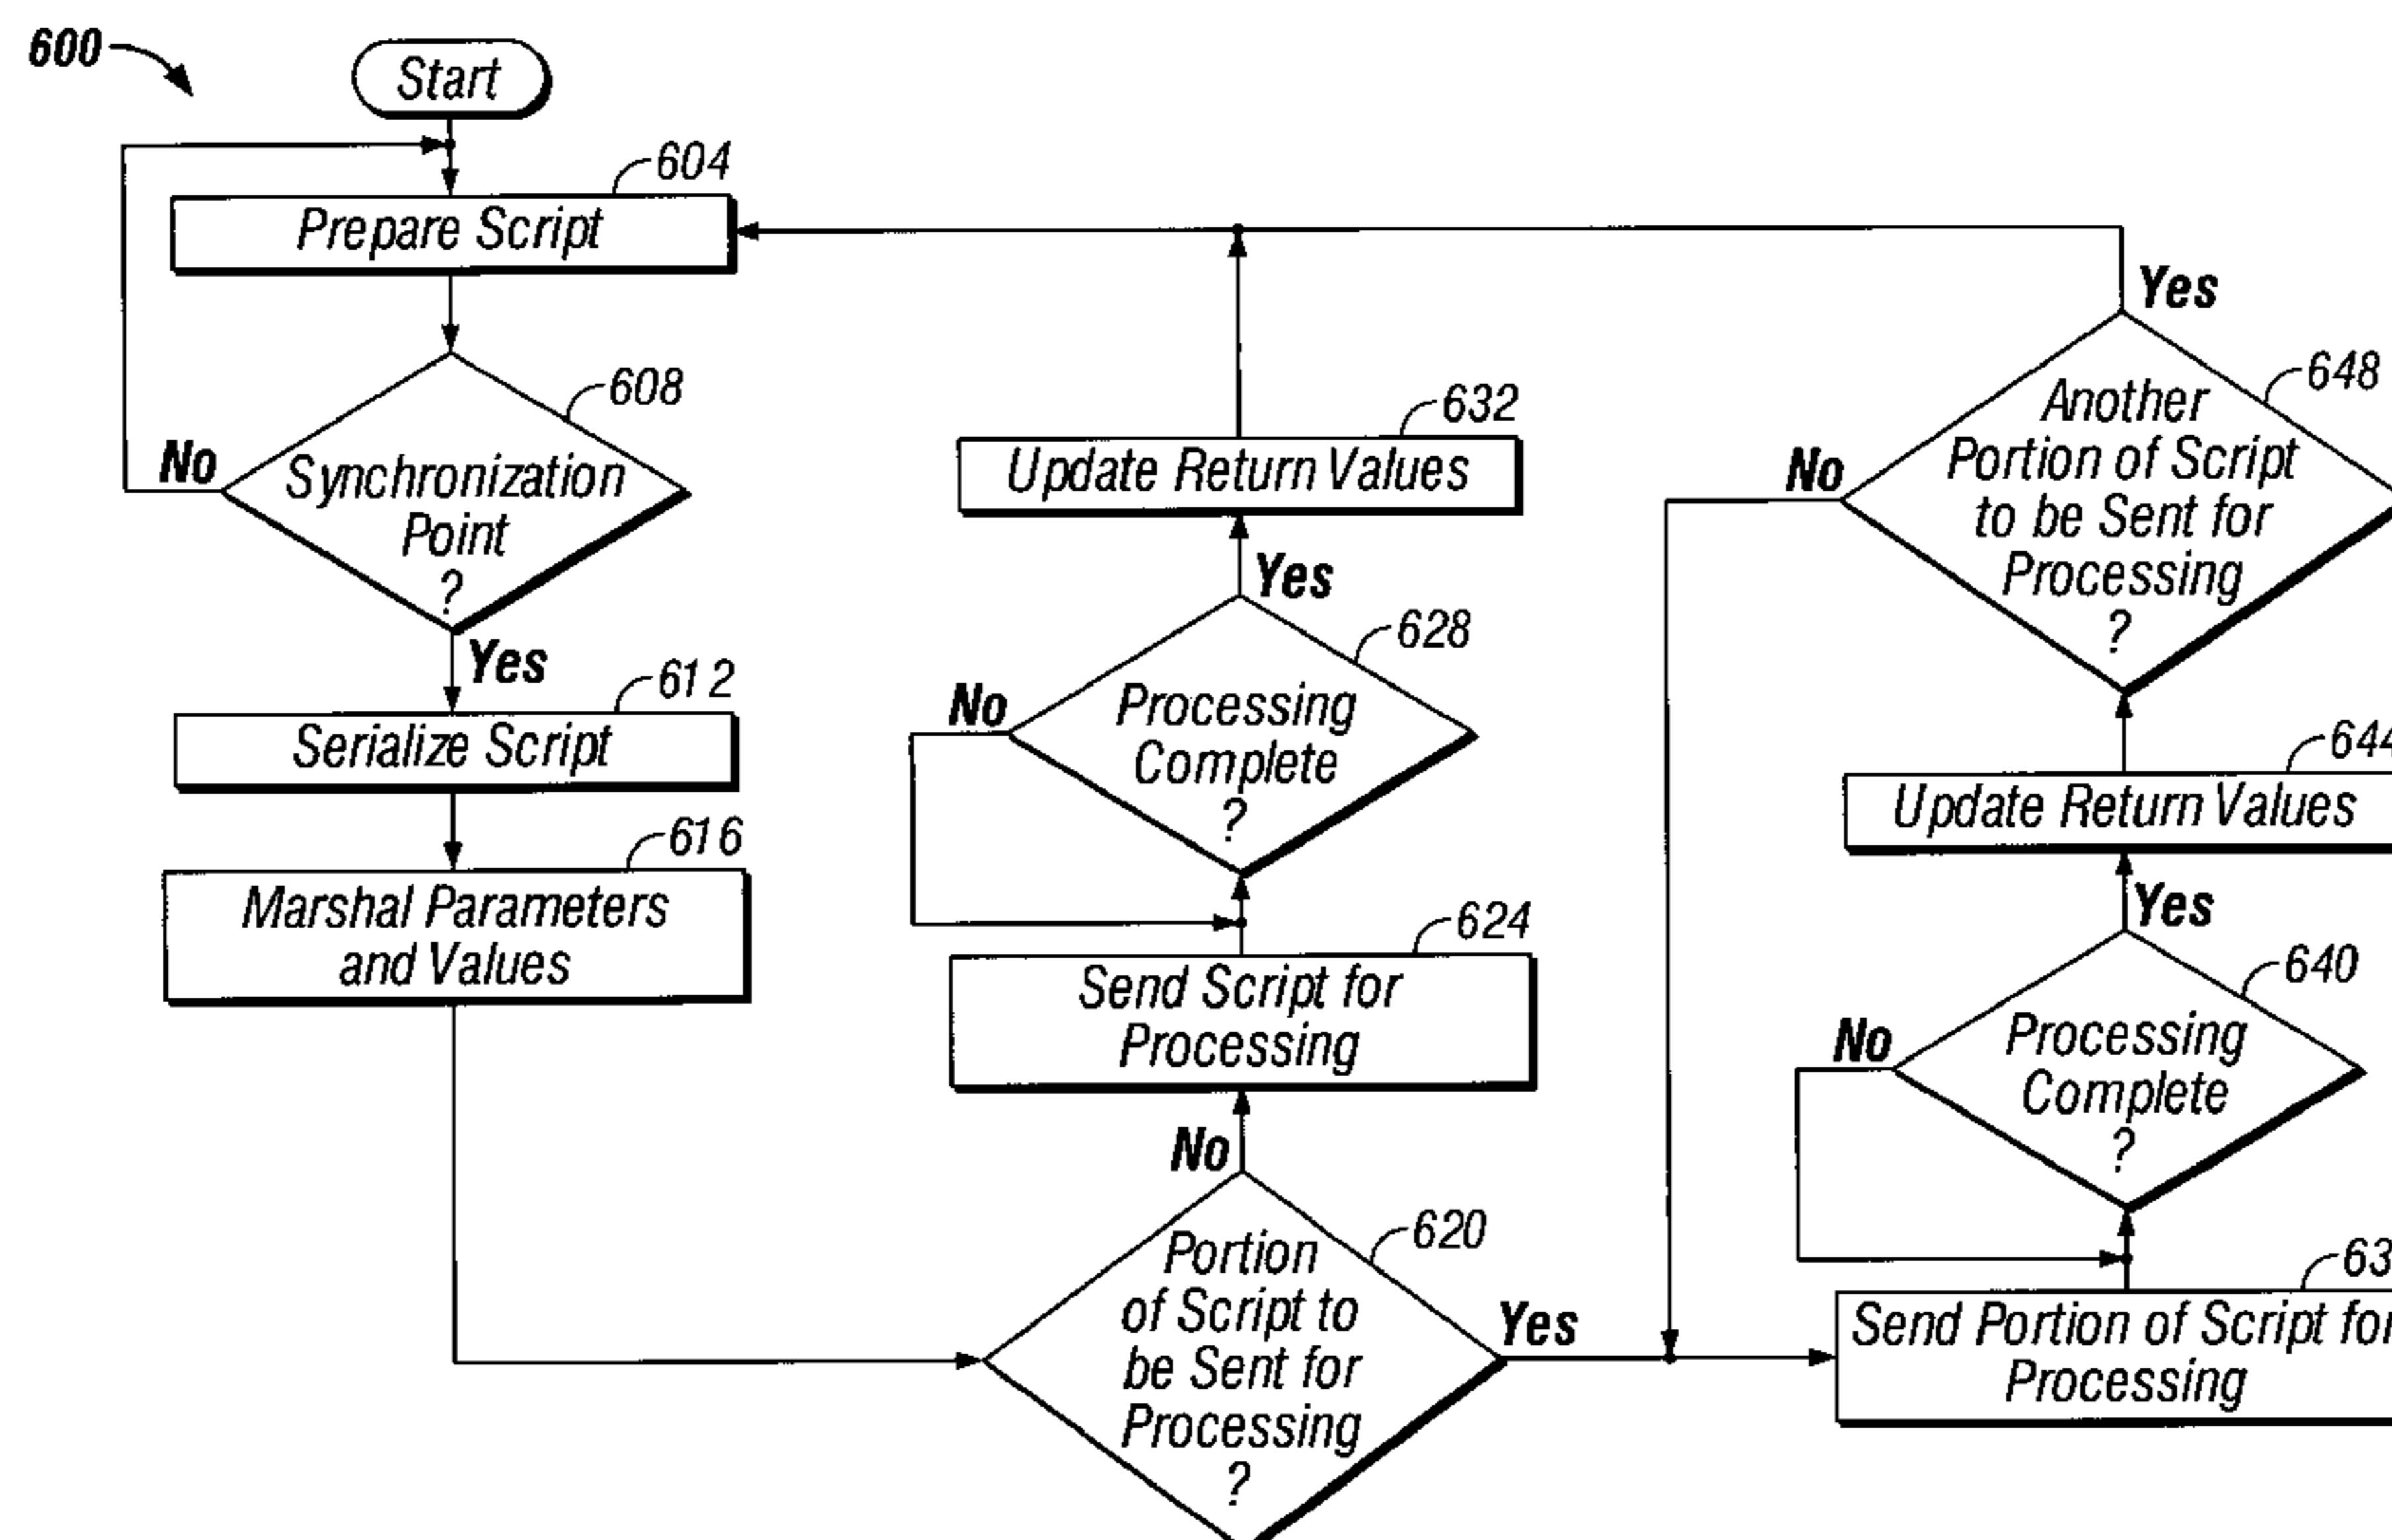 600
Start
604
Prepare Script
608
No
Synchronization
Point
?
Yes
612
Serialize Script
616
Marshal Parameters
and Values
632
Update Return Values
Yes
628
No
Processing
Complete
?
624
Send Script for
Processing
No
620
Portion
of Script to
be Sent for
Processing
?
Yes
Yes
648
No
Another
Portion of Script
to be Sent for
Processing
?
644
Update Return Values
Yes
640
No
Processing
Complete
?
63
Send Portion of Script for
Processing